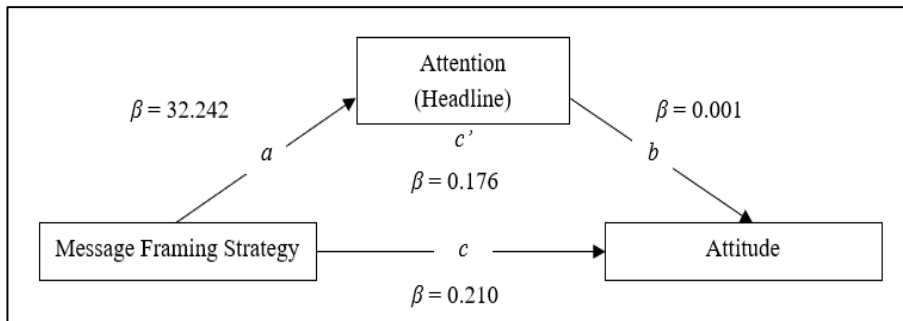 Attention
(Headline)
β = 32.242
β = 0.001
c’
a
b
β = 0.176
Message Framing Strategy
c
Attitude
β = 0.210